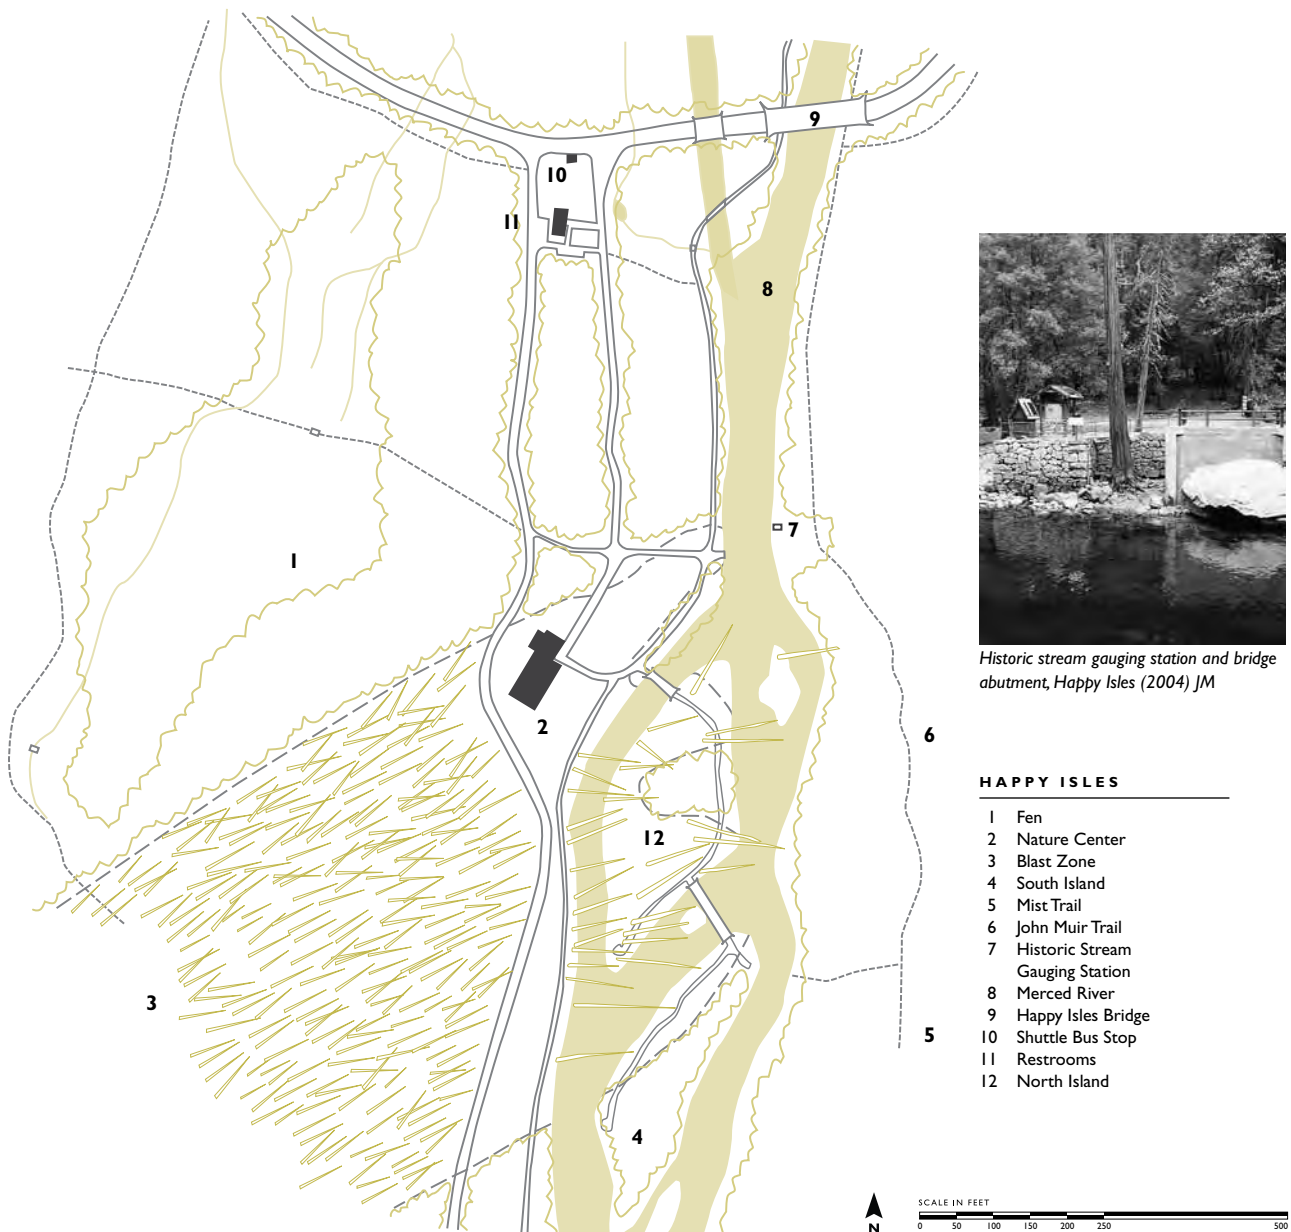 9
10
11
8
7
1
Historic stream gauging station and bridge
abutment, Happy Isles (2004) JM
2
6
HAPPY ISLES
1 Fen
2 Nature Center
3 Blast Zone
4 South Island
5 Mist Trail
6 John Muir Trail
7 Historic Stream
Gauging Station
8 Merced River
9 Happy Isles Bridge
10 Shuttle Bus Stop
11 Restrooms
12 North Island
12
3
5
4
N
SCALE IN FEET
0 50 100 150 200 250 500